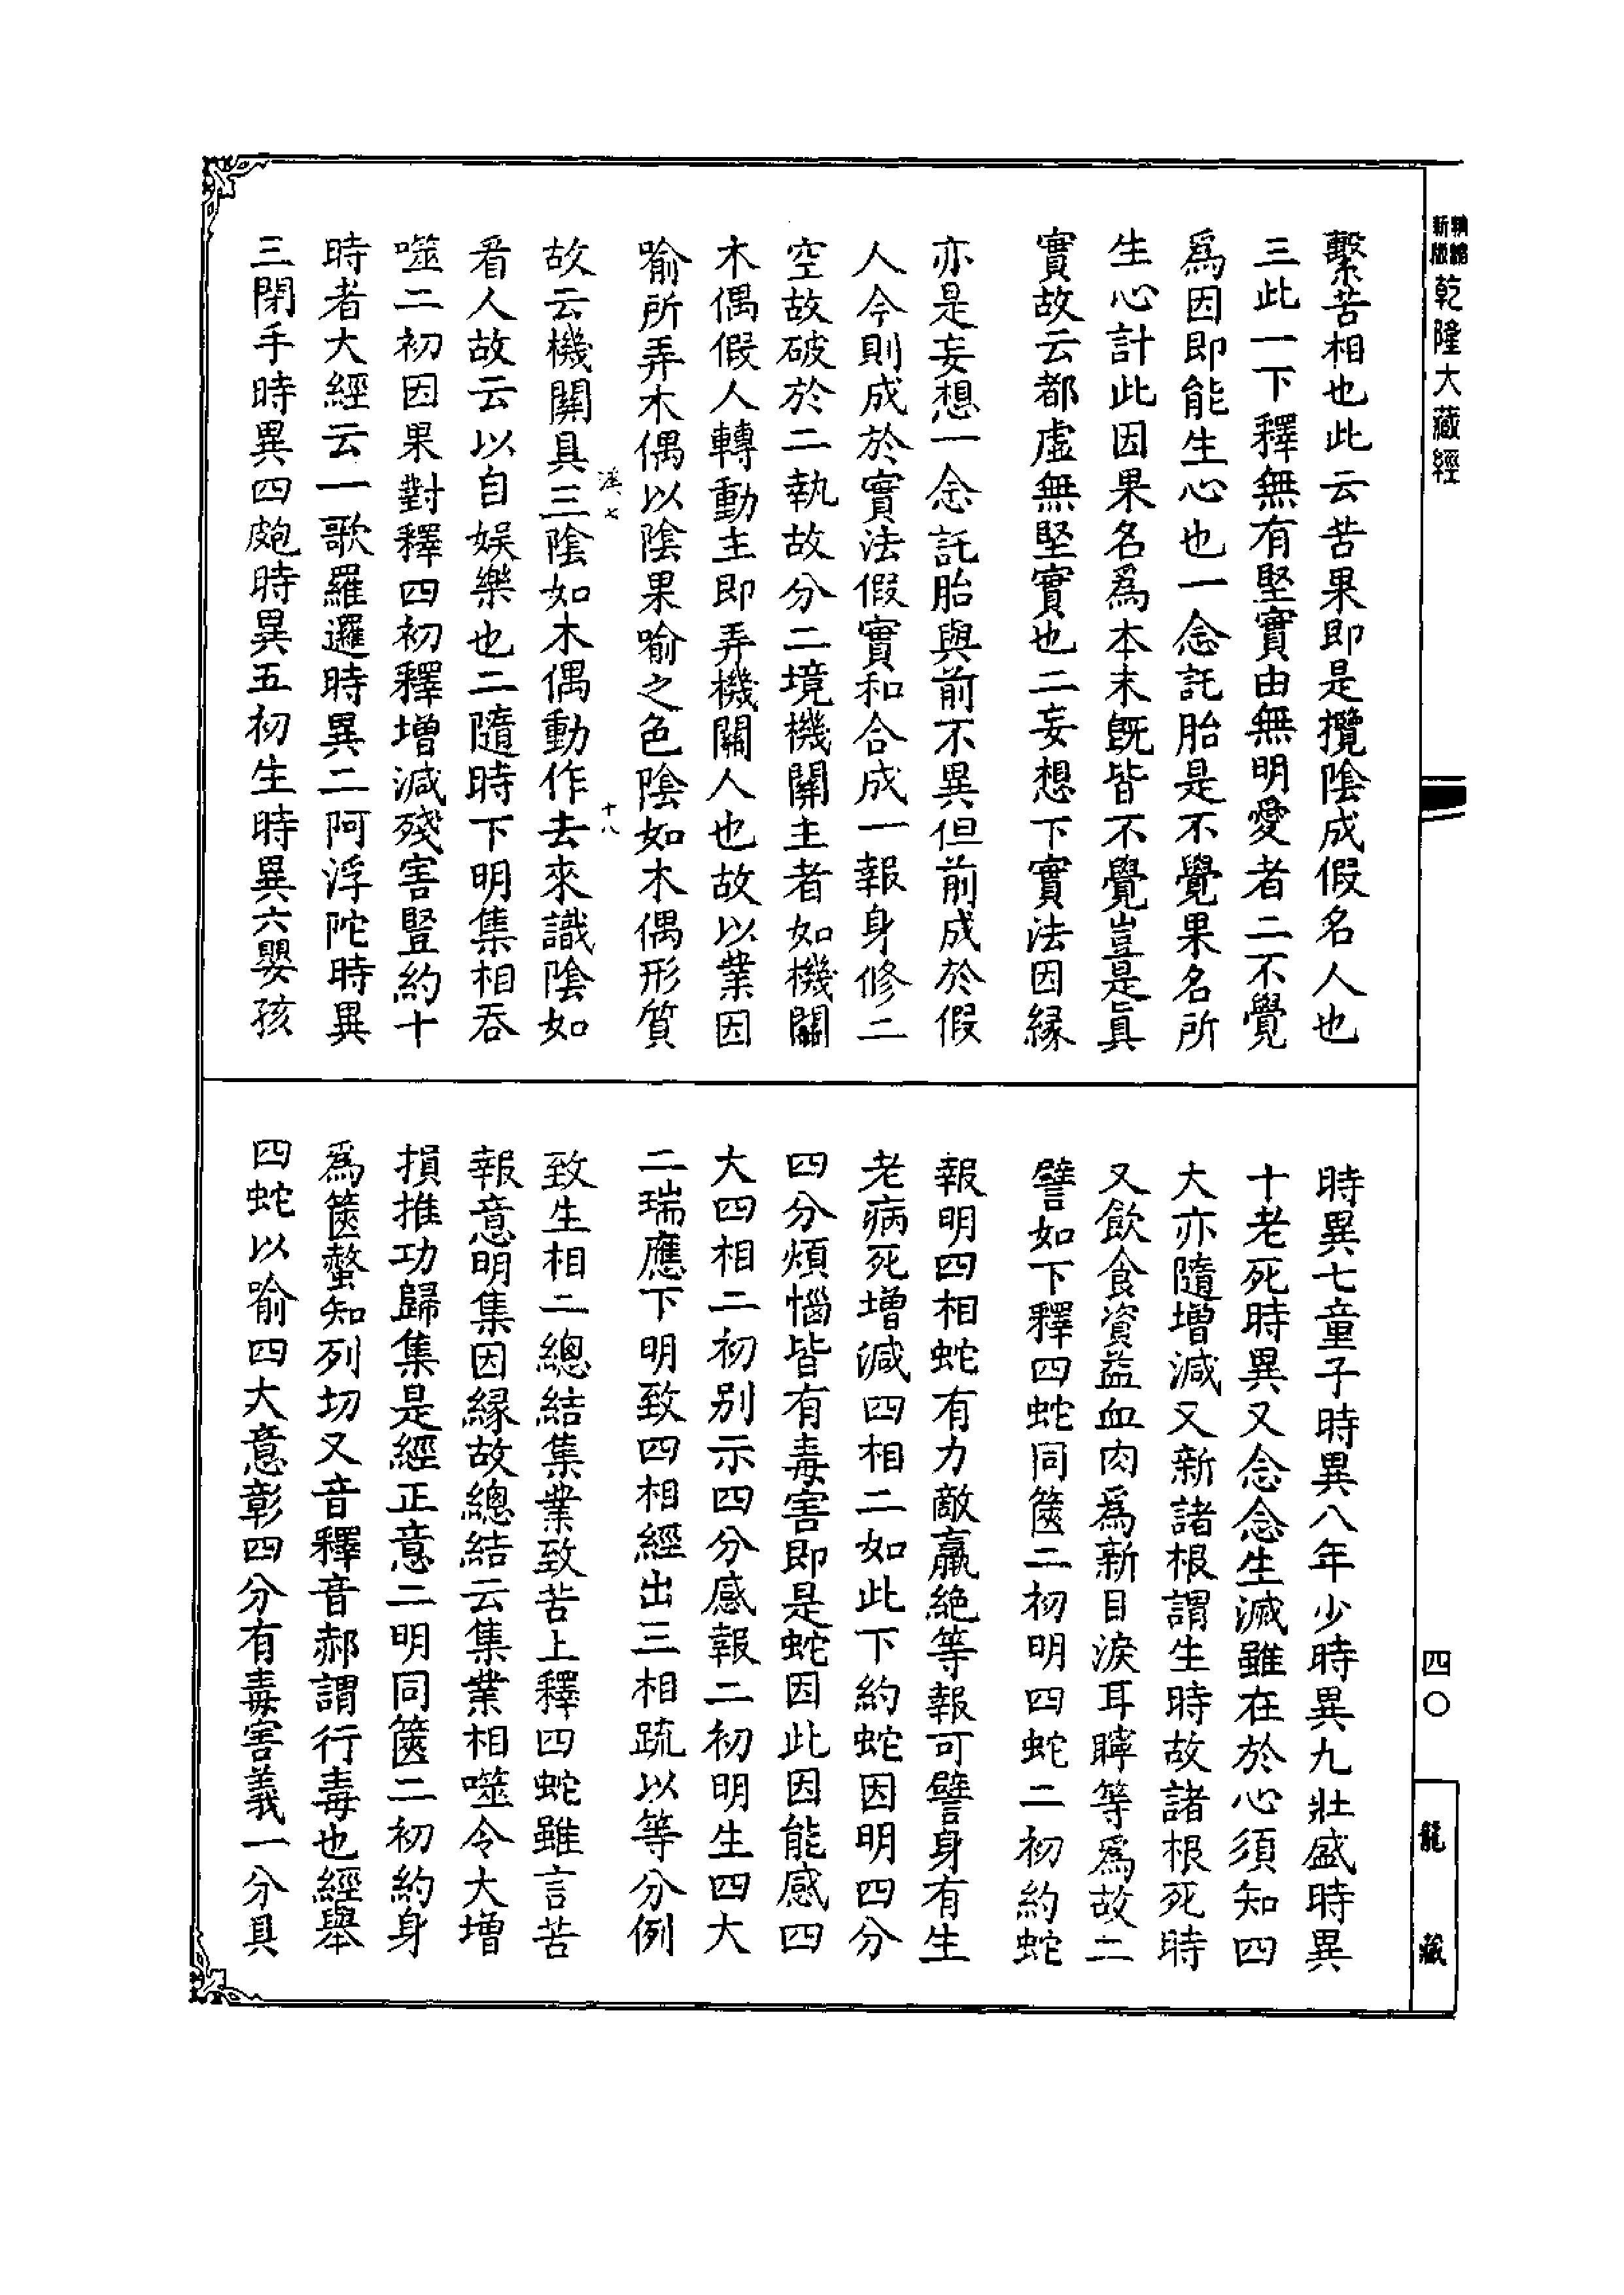 新編縮版
乾隆大藏經
繫苦相也此云苦果即是攬陰成假名人也
三此一下釋無有堅實由無明愛者二不覺
爲因即能生心也一念託胎是不覺果名所
生心計此因果名爲本末既皆不覺豈是眞
實故云都虛無堅實也二妄想下實法因縁
亦是妄想一念託胎與前不異但前成於假
人今則成於實法假實和合成一報身修二
空故破於二執故分二境機關主者如機關
木偶假人轉動主即弄機關人也故以業因
喻所弄木偶以陰果喻之色陰如木偶形質
漢七
十八
故云機關具三陰如木偶動作去來識陰如
看人故云以自娛樂也二隨時下明集相吞
噬二初因果對釋四初釋增減殘害豎約十
時者大經云一歌羅邏時異二阿浮陀時異
三閉手時異四皰時異五初生時異六嬰孩
時異七童子時異八年少時異九壯盛時異
十老死時異又念念生滅雖在於心須知四
大亦隨增減又新諸根謂生時故諸根死時
又飲食資益血肉爲新目淚耳聹等爲故二
譬如下釋四蛇同篋二初明四蛇二初約蛇
報明四相蛇有力敵羸絶等報可譬身有生
老病死增減四相二如此下約蛇因明四分
四分煩惱皆有毒害即是蛇因此因能感四
大四相二初别示四分感報二初明生四大
二瑞應下明致四相經出三相䟽以等分例
致生相二總結集業致苦上釋四蛇雖言苦
報意明集因縁故總結云集業相噬令大增
損推功歸集是經正意二明同篋二初約身
爲篋螫知列切又音釋音郝謂行毒也經舉
四蛇以喻四大意彰四分有毒害義一分具
四〇
龍藏